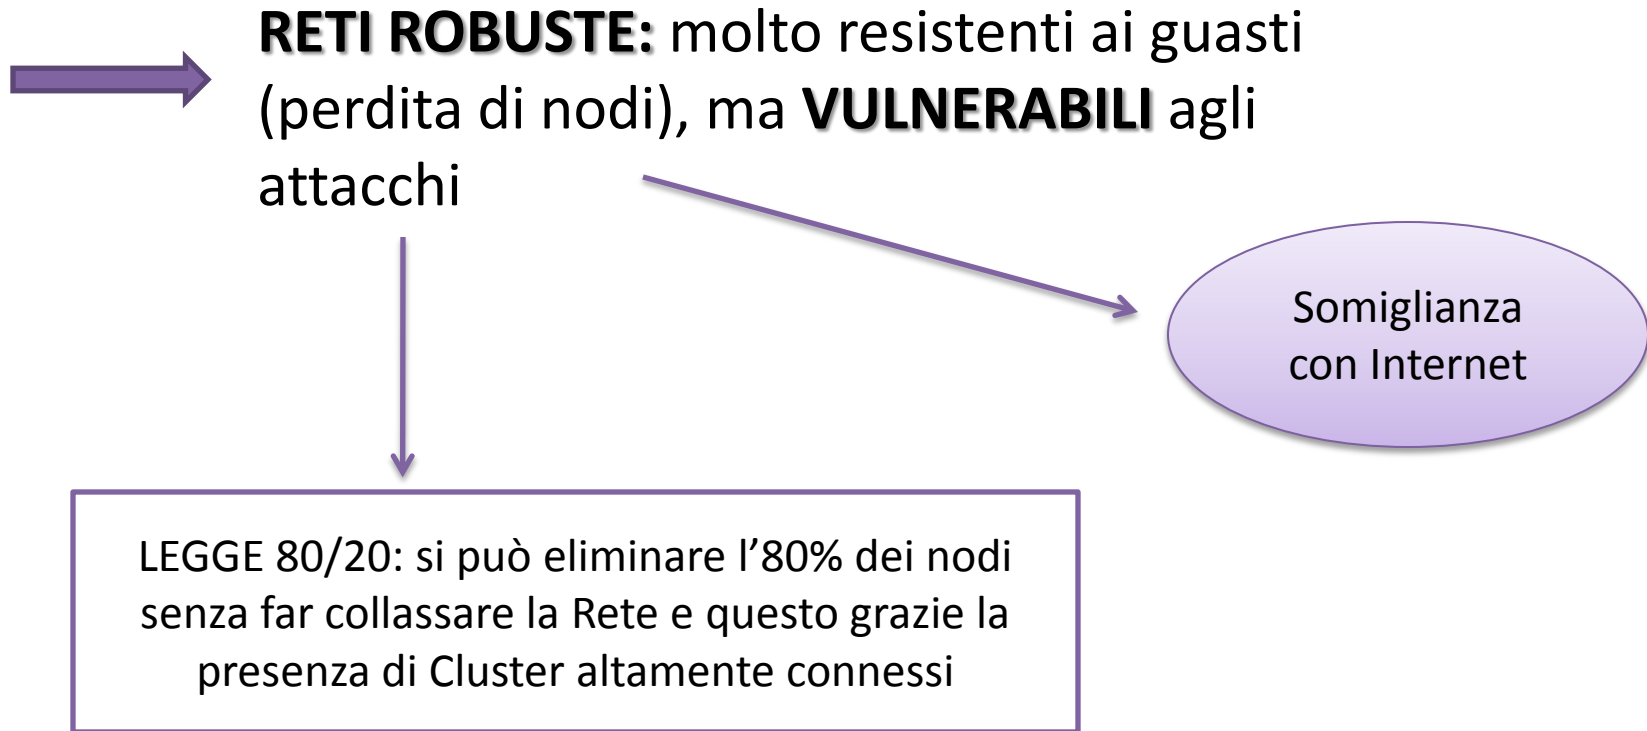 RETI ROBUSTE: molto resistenti ai guasti
(perdita di nodi), ma VULNERABILI agli
attacchi
Somiglianza
con Internet
LEGGE 80/20: si può eliminare l’80% dei nodi
senza far collassare la Rete e questo grazie la
presenza di Cluster altamente connessi